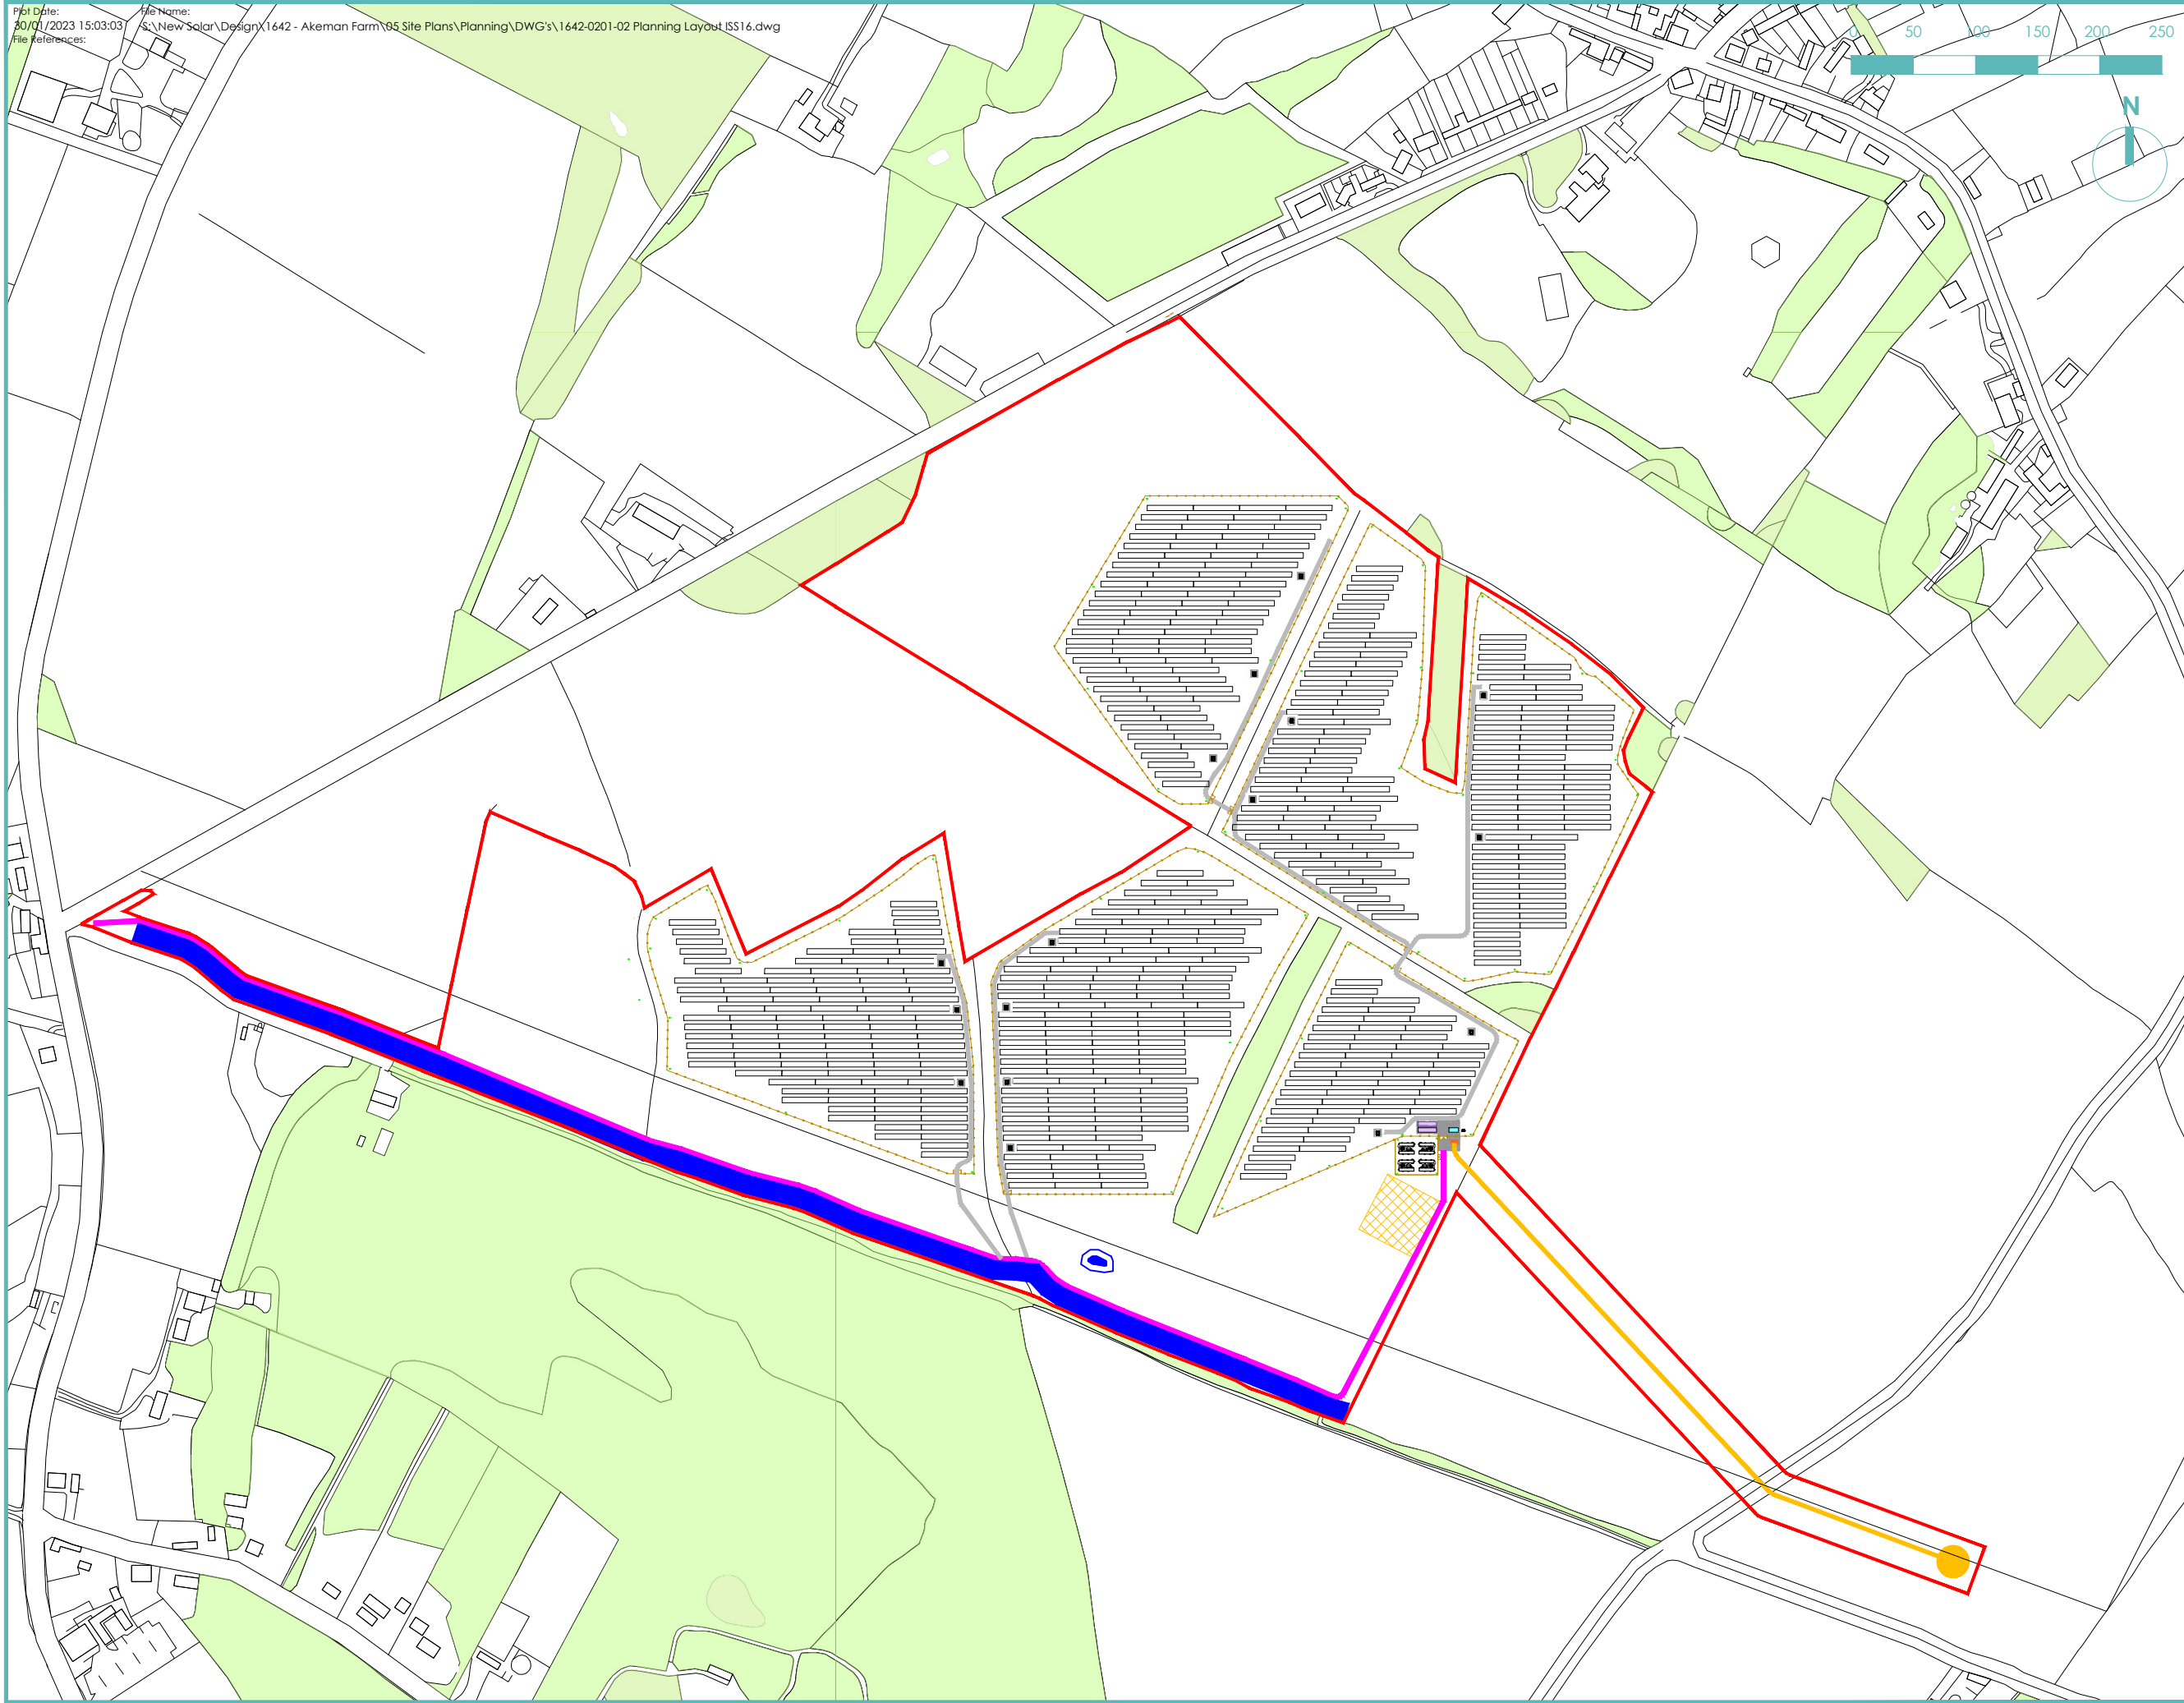 Plot Date:
File Name:
30/01/2023 15:03:03
S:\New Solar\Design\1642 - Akeman Farm\05 Site Plans\Planning\DWG's\1642-0201-02 Planning Layout ISS16.dwg
File References:
0 50 100 150 200 250
N